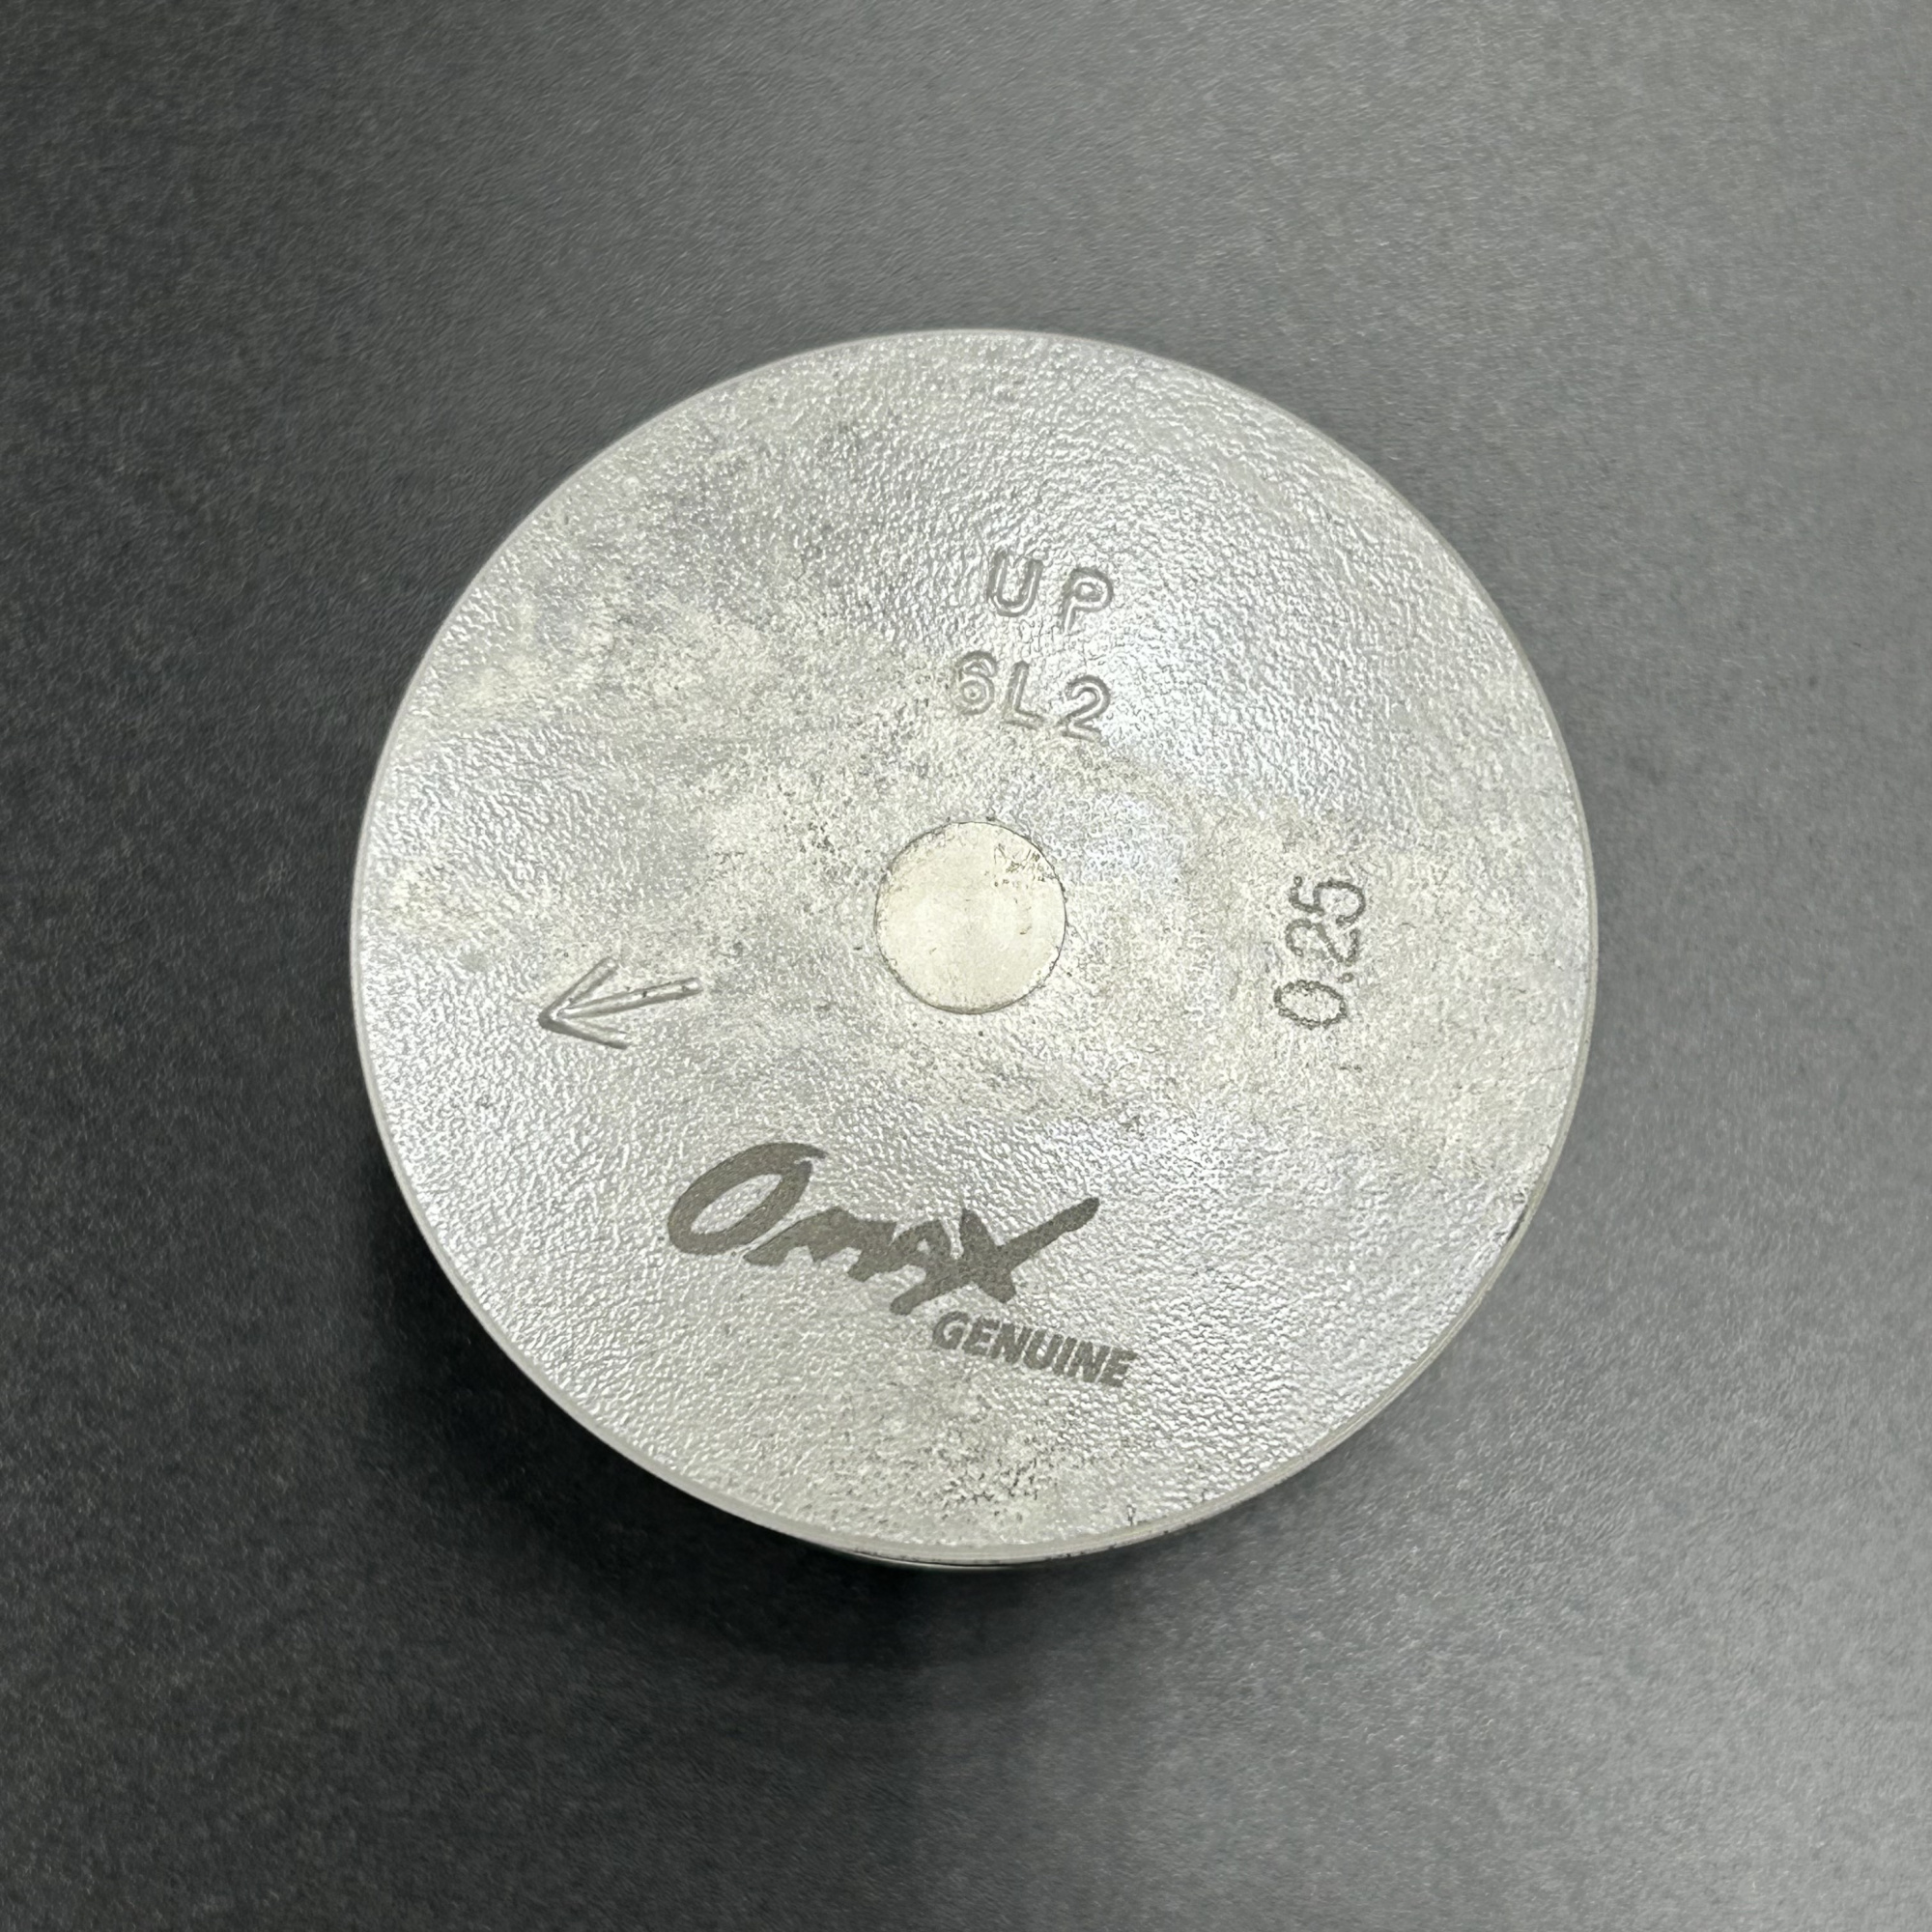 UP
6L2
0.25
Omax
GENUINE